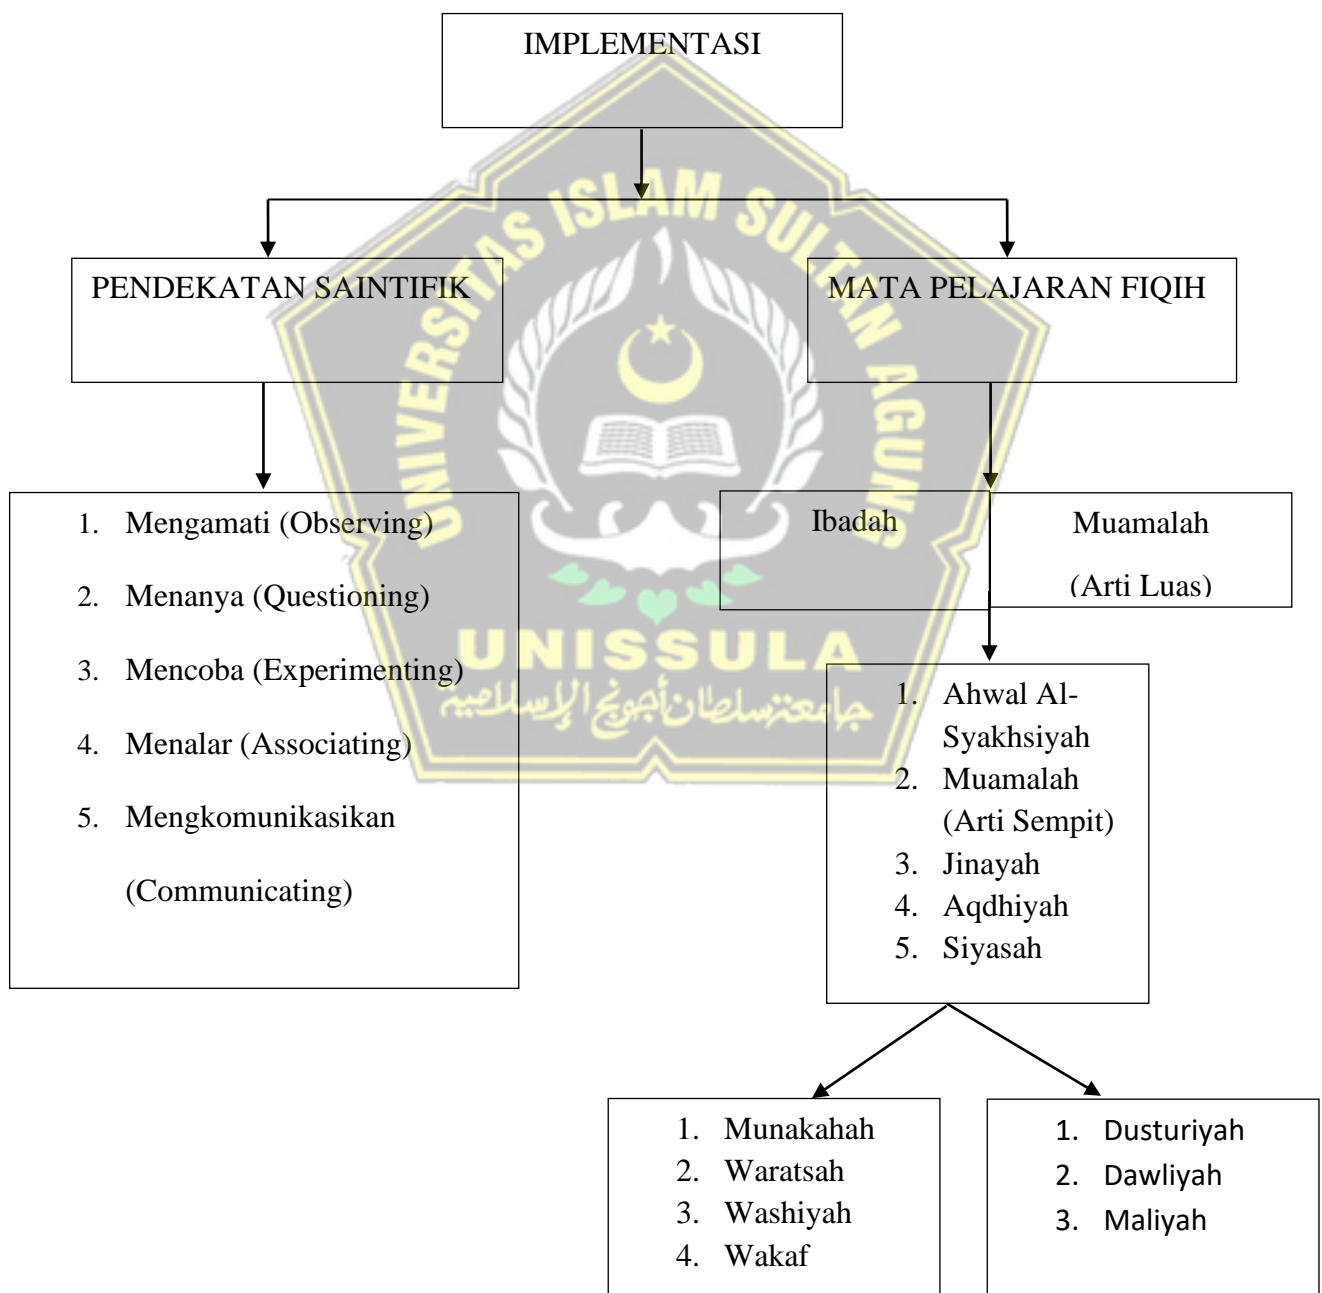 IMPLEMENTASI
UNIVERSITAS ISLAM SULTAN AGUNG
PENDEKATAN SAINTIFIK
MATA PELAJARAN FIQIH
1. Mengamati (Observing)
2. Menanya (Questioning)
3. Mencoba (Experimenting)
4. Menalar (Associating)
5. Mengkomunikasikan
(Communicating)
Ibadah
Muamalah
(Arti Luas)
UNISSULA
جامعة سلطان أجونج الإسلامية
1. Ahwal Al-
Syakhsiyah
2. Muamalah
(Arti Sempit)
3. Jinayah
4. Aqdhiyah
5. Siyasah
1. Munakahah
2. Waratsah
3. Washiyah
4. Wakaf
1. Dusturiyah
2. Dawliyah
3. Maliyah